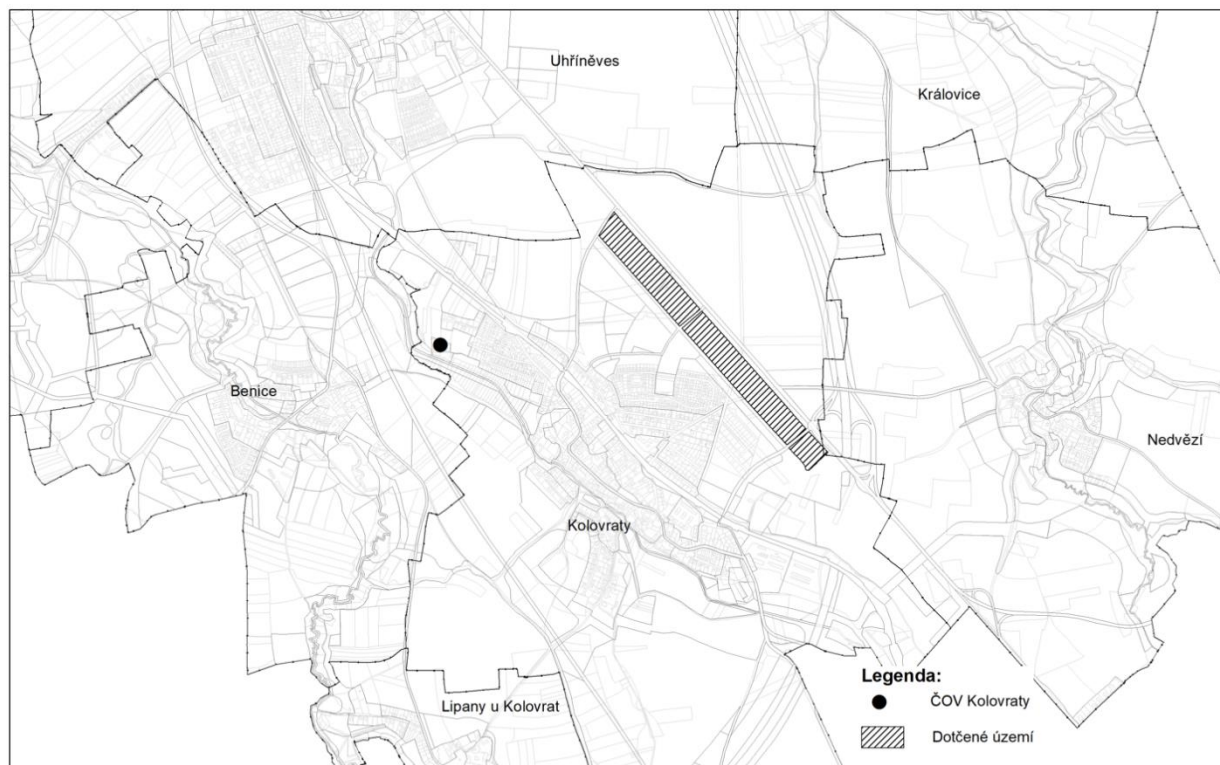 Uhříněves
Královice
Benice
Nedvězí
Kolovraty
Lipany u Kolovrat
Legenda:
ČOV Kolovraty
Dotčené území